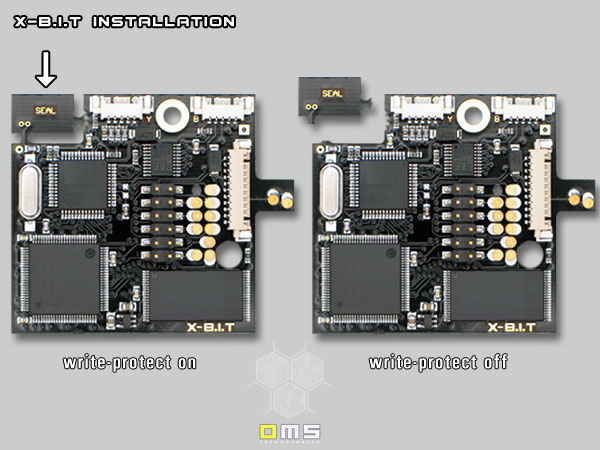 X-B.I.T INSTALLATION
SEAL
Y
B
X-B.I.T
write-protect on
SEAL
Y
B
X-B.I.T
write-protect off
OMS